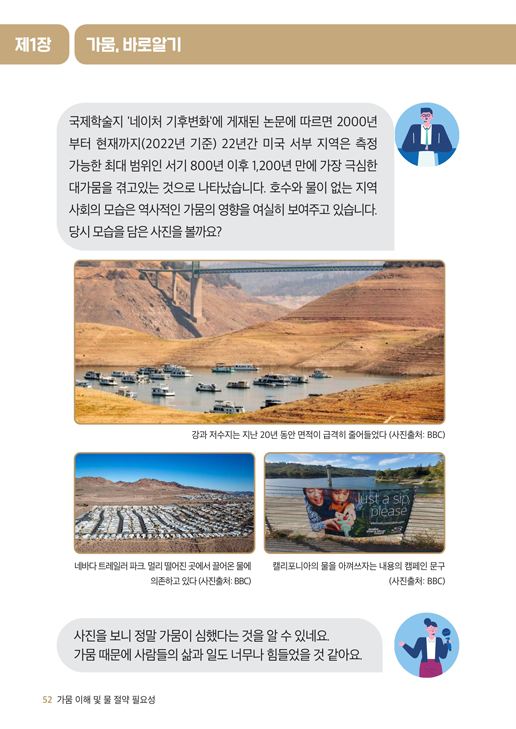 제1장 가뭄, 바로알기
국제학술지 '네이처 기후변화'에 게재된 논문에 따르면 2000년
부터 현재까지(2022년 기준) 22년간 미국 서부 지역은 측정
가능한 최대 범위인 서기 800년 이후 1,200년 만에 가장 극심한
대가뭄을 겪고있는 것으로 나타났습니다. 호수와 물이 없는 지역
사회의 모습은 역사적인 가뭄의 영향을 여실히 보여주고 있습니다.
당시 모습을 담은 사진을 볼까요?
강과 저수지는 지난 20년 동안 면적이 급격히 줄어들었다 (사진출처: BBC)
Just a sip,
please
네바다 트레일러 파크. 멀리 떨어진 곳에서 끌어온 물에
의존하고 있다 (사진출처: BBC)
캘리포니아의 물을 아껴쓰자는 내용의 캠페인 문구
(사진출처: BBC)
사진을 보니 정말 가뭄이 심했다는 것을 알 수 있네요.
가뭄 때문에 사람들의 삶과 일도 너무나 힘들었을 것 같아요.
52 가뭄 이해 및 물 절약 필요성